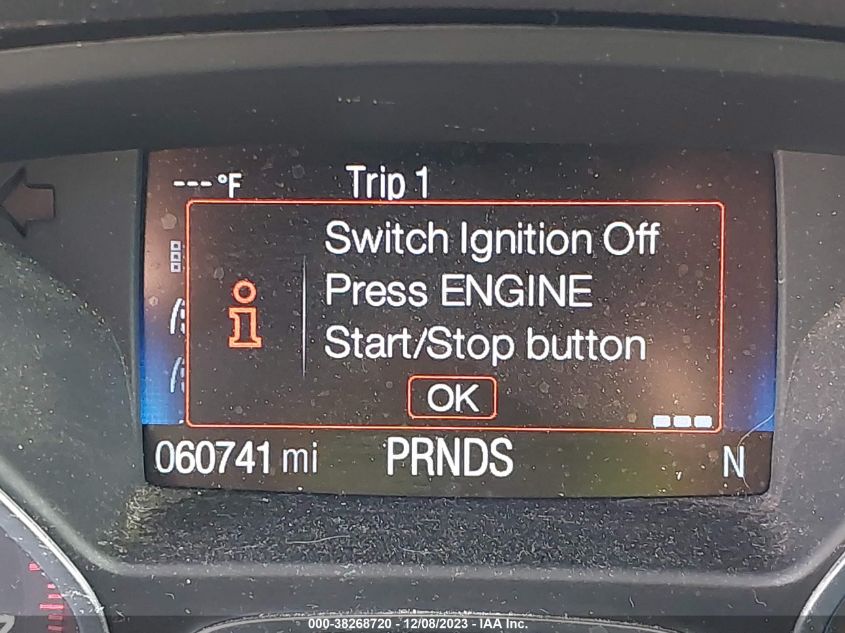 ---°F Trip 1
Switch Ignition Off
Press ENGINE
Start/Stop button
OK
060741 mi PRNDS N
000-38268720 - 12/08/2023 - IAA Inc.